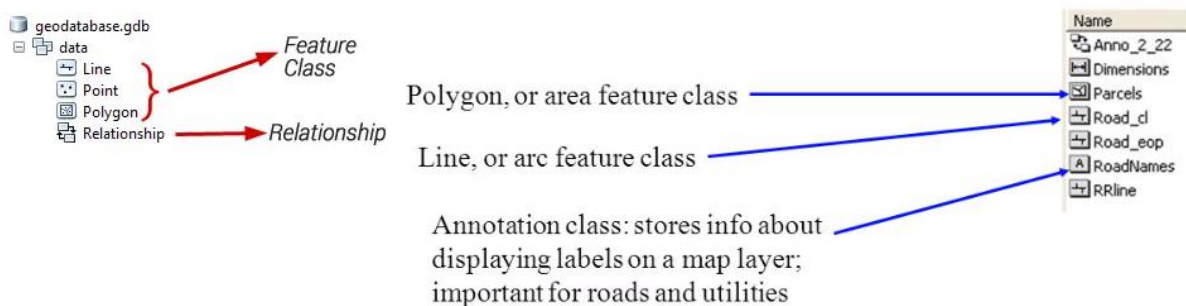 geodatabase.gdb
data
Line
Point
Polygon
Relationship
Feature
Class
Relationship
Polygon, or area feature class
Line, or arc feature class
Annotation class: stores info about
displaying labels on a map layer;
important for roads and utilities
Name
Anno_2_22
Dimensions
Parcels
Road_cl
Road_eop
A RoadNames
RRline